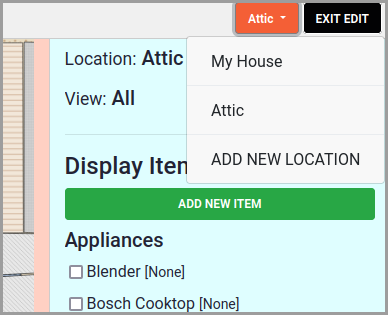 Attic
EXIT EDIT
My House
Attic
ADD NEW LOCATION
Location: Attic
View: All
Display Iten
ADD NEW ITEM
Appliances
Blender [None]
Bosch Cooktop [None]